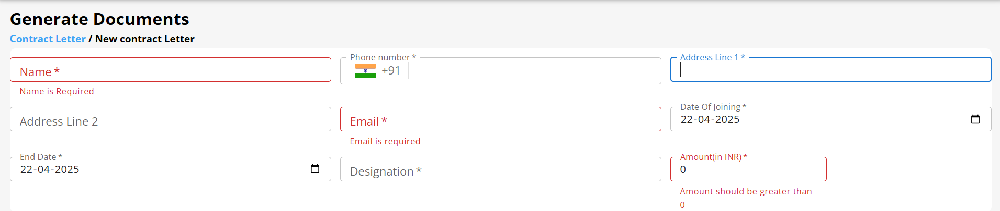 Generate Documents
Contract Letter / New contract Letter
Name *
Name is Required
Phone number *
+91
Address Line 1 *
Address Line 2
Email *
Email is required
Date Of Joining *
22-04-2025
End Date *
22-04-2025
Designation *
Amount(in INR) *
0
Amount should be greater than
0